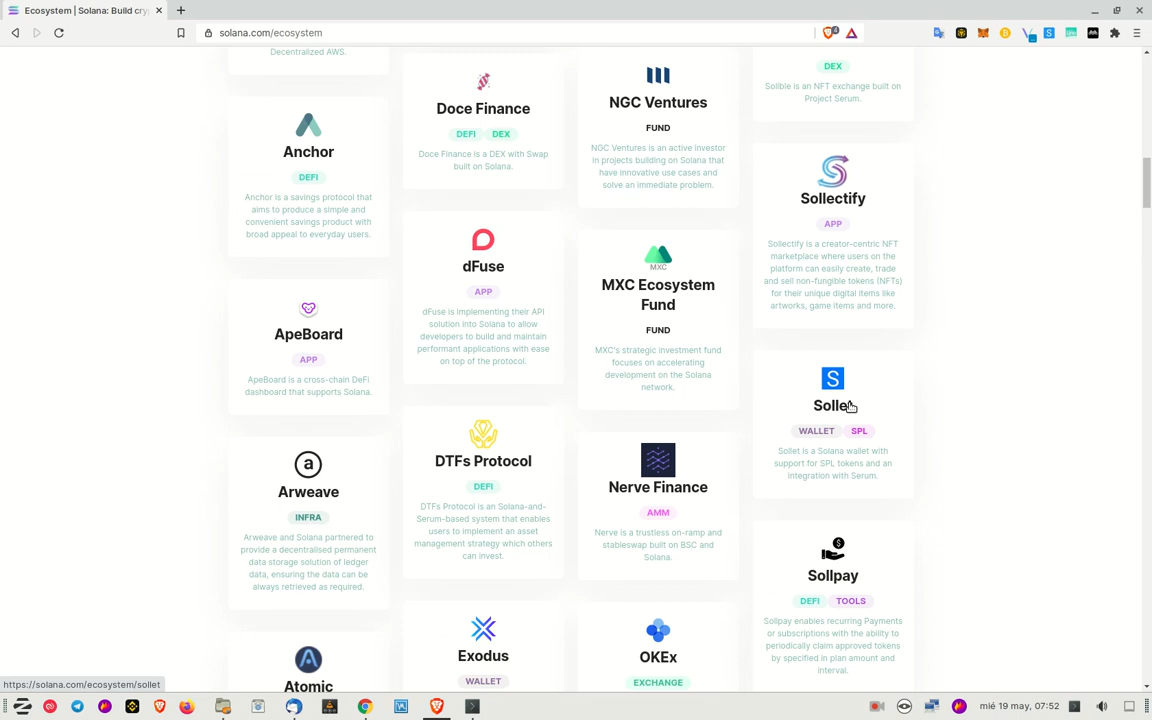 Ecosystem | Solana: Build cry
solana.com/ecosystem
4
Decentralized AWS.
Anchor
DEFI
Anchor is a savings protocol that
aims to produce a simple and
convenient savings product with
broad appeal to everyday users.
ApeBoard
APP
ApeBoard is a cross-chain DeFi
dashboard that supports Solana.
a
Arweave
INFRA
Arweave and Solana partnered to
provide a decentralised permanent
data storage solution of ledger
data, ensuring the data can be
always retrieved as required.
Atomic
Doce Finance
DEFI DEX
Doce Finance is a DEX with Swap
built on Solana.
dFuse
APP
dFuse is implementing their API
solution into Solana to allow
developers to build and maintain
performant applications with ease
on top of the protocol.
DTFs Protocol
DEFI
DTFs Protocol is an Solana-and-
Serum-based system that enables
users to implement an asset
management strategy which others
can invest.
Exodus
WALLET
NGC Ventures
FUND
NGC Ventures is an active investor
in projects building on Solana that
have innovative use cases and
solve an immediate problem.
MXC
MXC Ecosystem
Fund
FUND
MXC's strategic investment fund
focuses on accelerating
development on the Solana
network.
Nerve Finance
AMM
Nerve is a trustless on-ramp and
stableswap built on BSC and
Solana.
OKEx
EXCHANGE
DEX
Solible is an NFT exchange built on
Project Serum.
Sollectify
APP
Sollectify is a creator-centric NFT
marketplace where users on the
platform can easily create, trade
and sell non-fungible tokens (NFTs)
for their unique digital items like
artworks, game items and more.
S
Sollet
WALLET SPL
Sollet is a Solana wallet with
support for SPL tokens and an
integration with Serum.
Sollpay
DEFI TOOLS
Sollpay enables recurring Payments
or subscriptions with the ability to
periodically claim approved tokens
by specified in plan amount and
interval.
https://solana.com/ecosystem/sollet
mié 19 may, 07:52